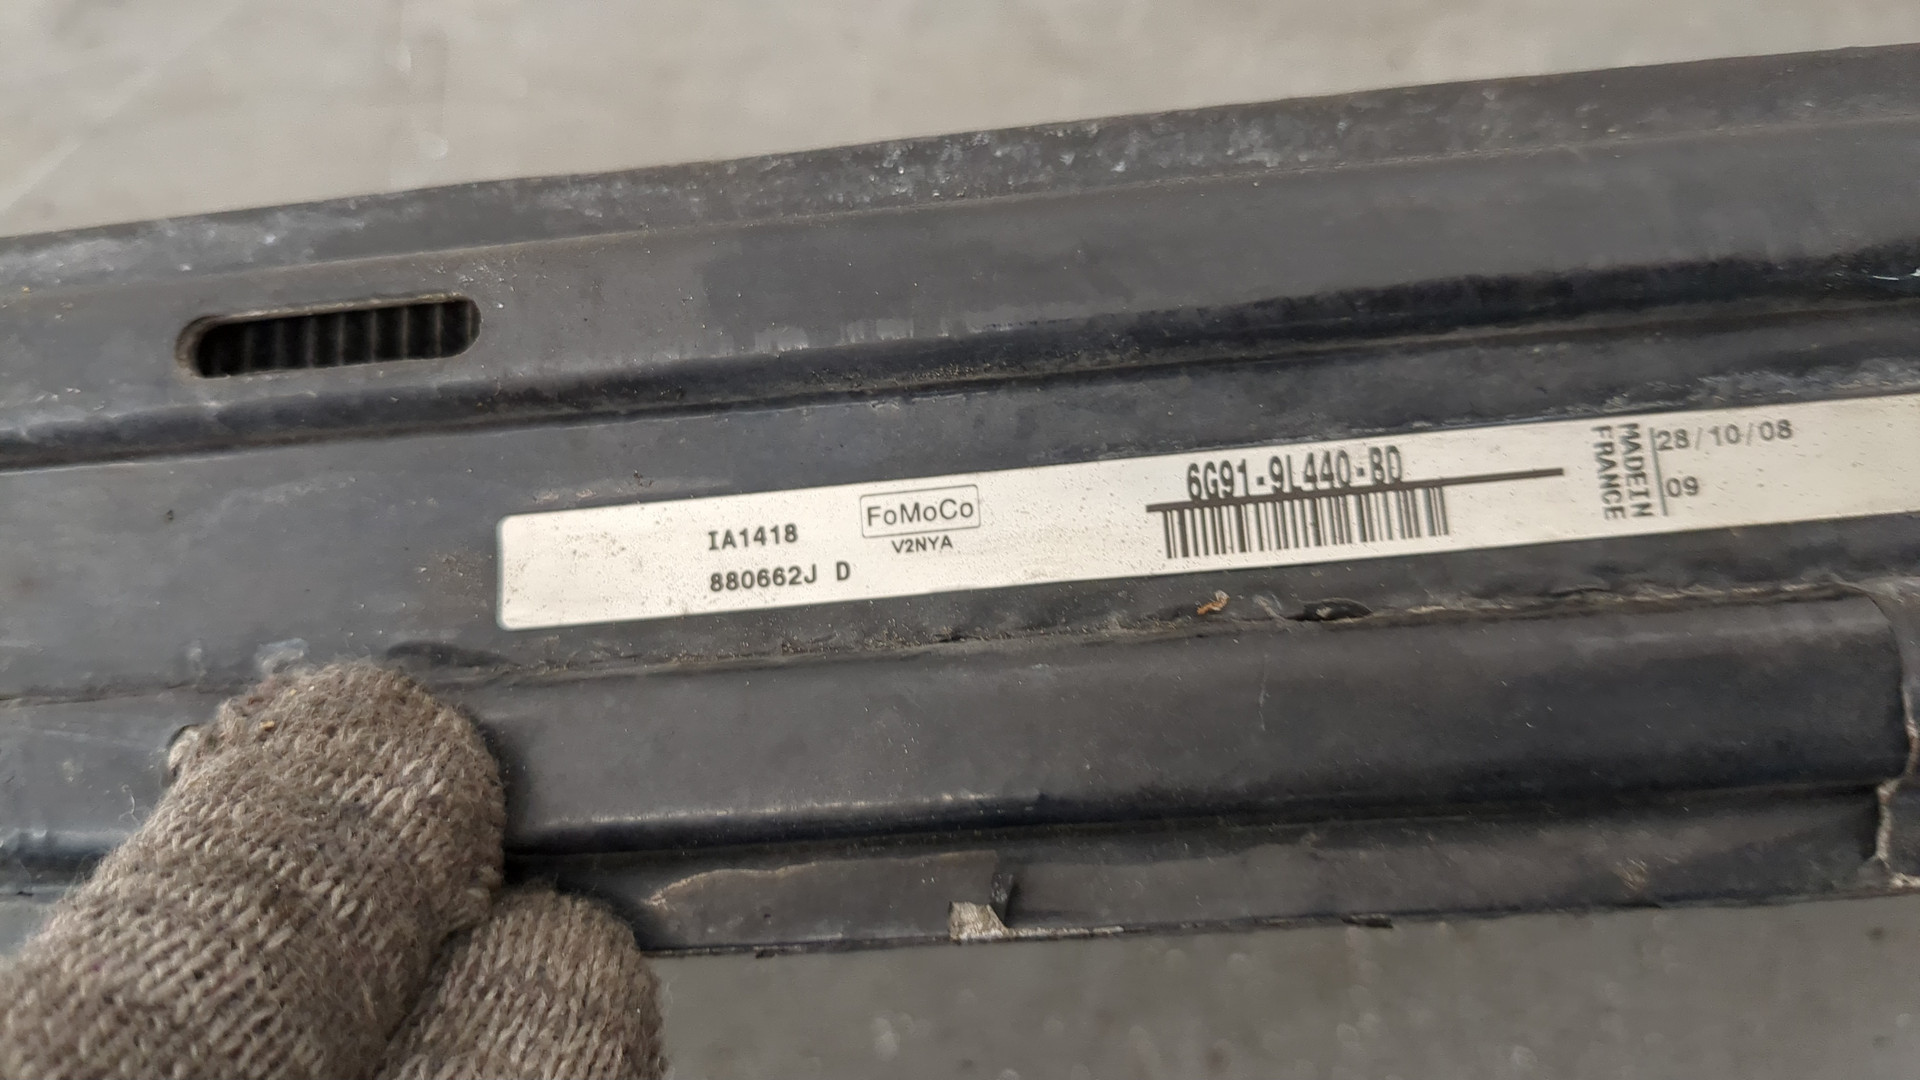 IA1418
880662J D
FoMoCo
V2NYA
6G91-9L440-BD
MADE IN
FRANCE
28/10/08
09